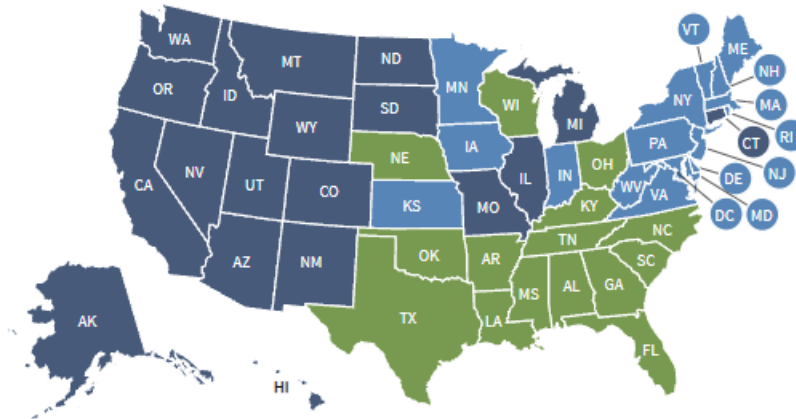 WA
MT
ND
VT
ME
OR
ID
MN
NH
SD
WI
NY
MA
WY
MI
RI
CT
IA
PA
NE
NV
IL
IN
OH
NJ
DE
CA
UT
CO
WV
VA
MD
KS
MO
KY
DC
NC
TN
AZ
NM
OK
AR
SC
MS
AL
GA
TX
LA
AK
FL
HI